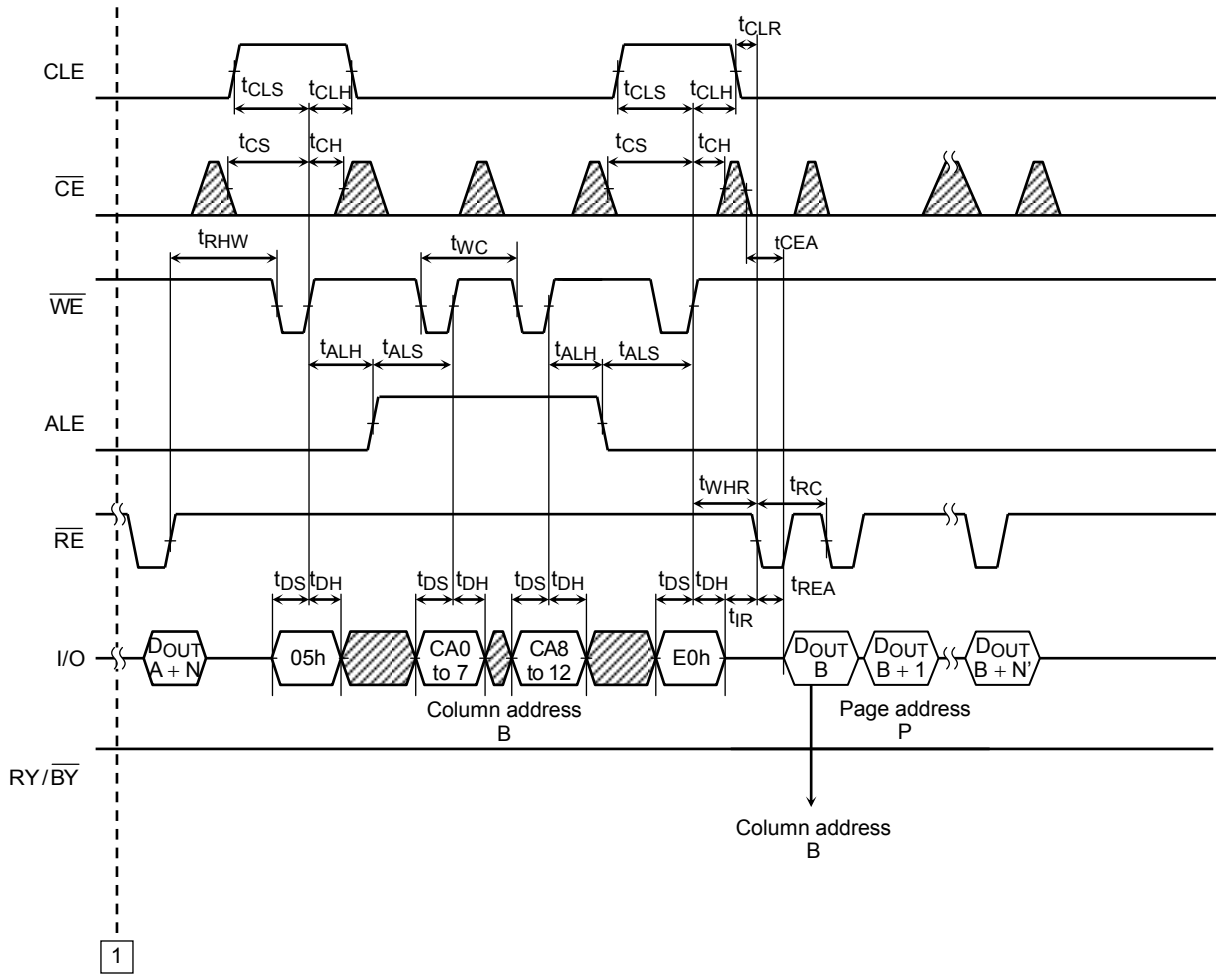 tCLR
CLE
tCLS tCLH tCLS tCLH
tCS tCH tCS tCH
CE
tCEA
tRHW tWC
WE
tALH tALS tALH tALS
ALE
tWHR tRC
RE
tDS tDH tDS tDH tDS tDH tDS tDH tREA
tIR
I/O
DOUT
A + N
05h
CA0
to 7
CA8
to 12
E0h
DOUT
B
DOUT
B + 1
DOUT
B + N’
Column address
B
Page address
P
RY/BY
Column address
B
1